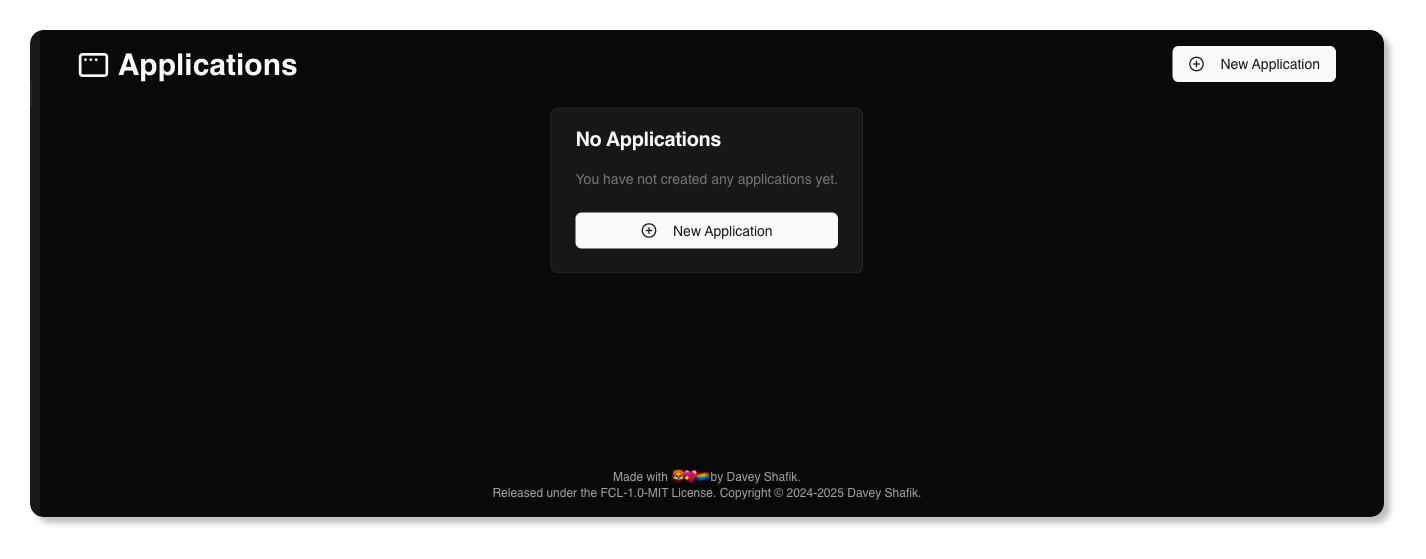 Applications
New Application
No Applications
You have not created any applications yet.
New Application
Made with 🦁💖🏳️‍🌈 by Davey Shafik.
Released under the FCL-1.0-MIT License. Copyright © 2024-2025 Davey Shafik.